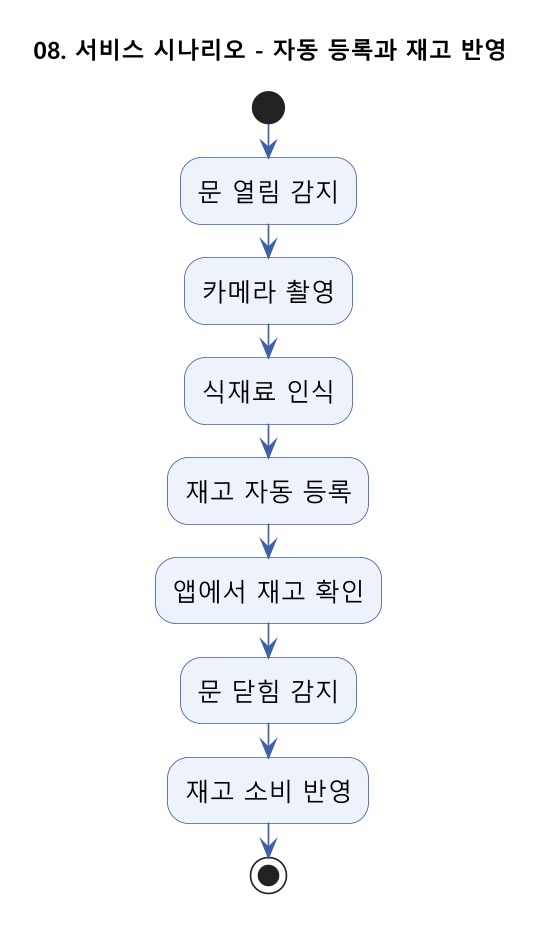 08. 서비스 시나리오 - 자동 등록과 재고 반영
문 열림 감지
카메라 촬영
식재료 인식
재고 자동 등록
앱에서 재고 확인
문 닫힘 감지
재고 소비 반영